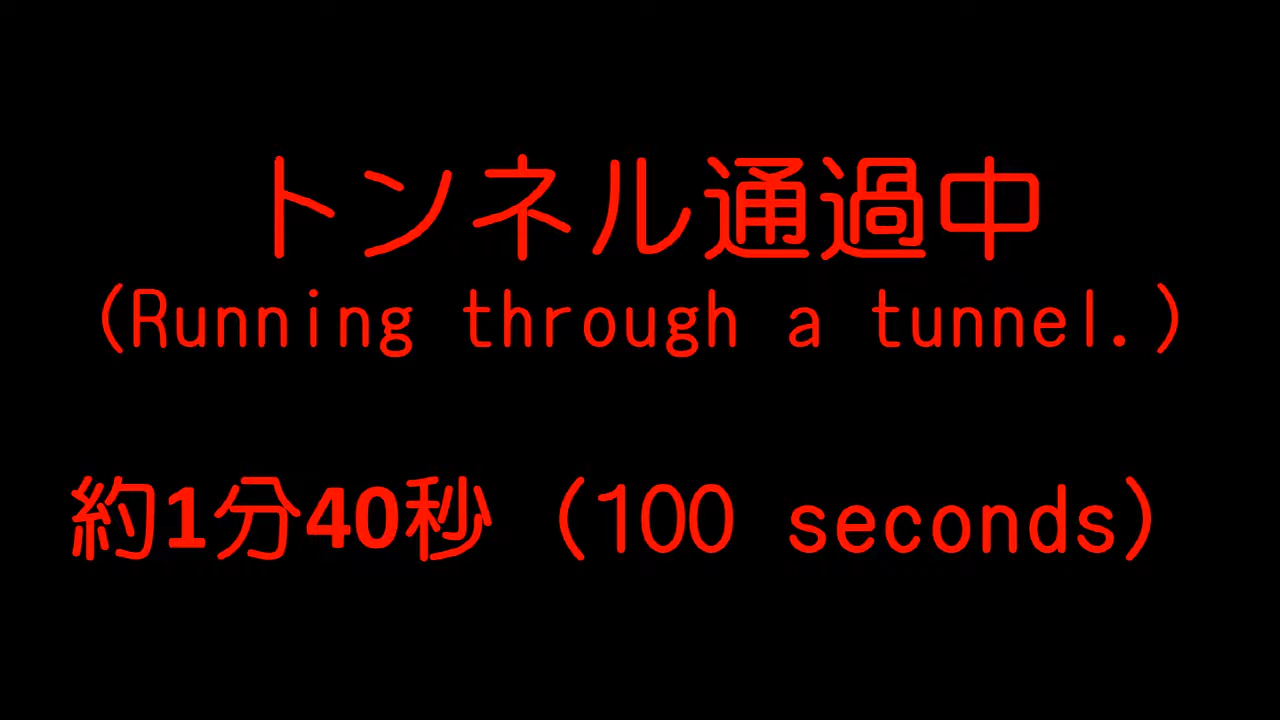 トンネル通過中
(Running through a tunnel.)
約1分40秒 (100 seconds)